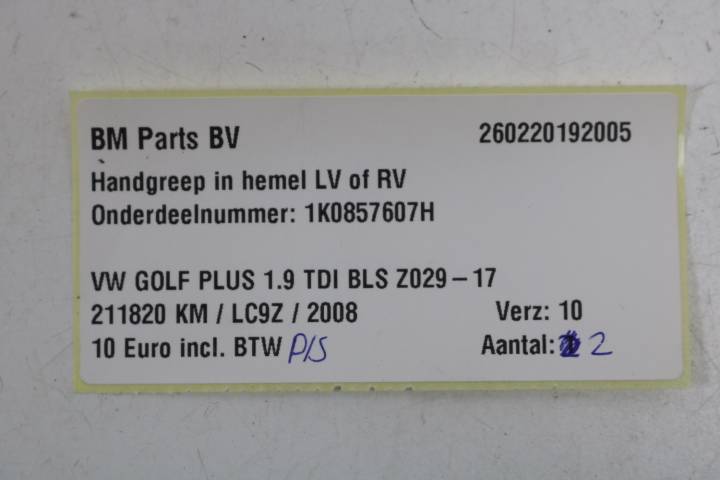 BM Parts BV 260220192005
Handgreep in hemel LV of RV
Onderdeelnummer: 1K0857607H
VW GOLF PLUS 1.9 TDI BLS Z029-17
211820 KM / LC9Z / 2008 Verz: 10
10 Euro incl. BTW P/S Aantal: 2